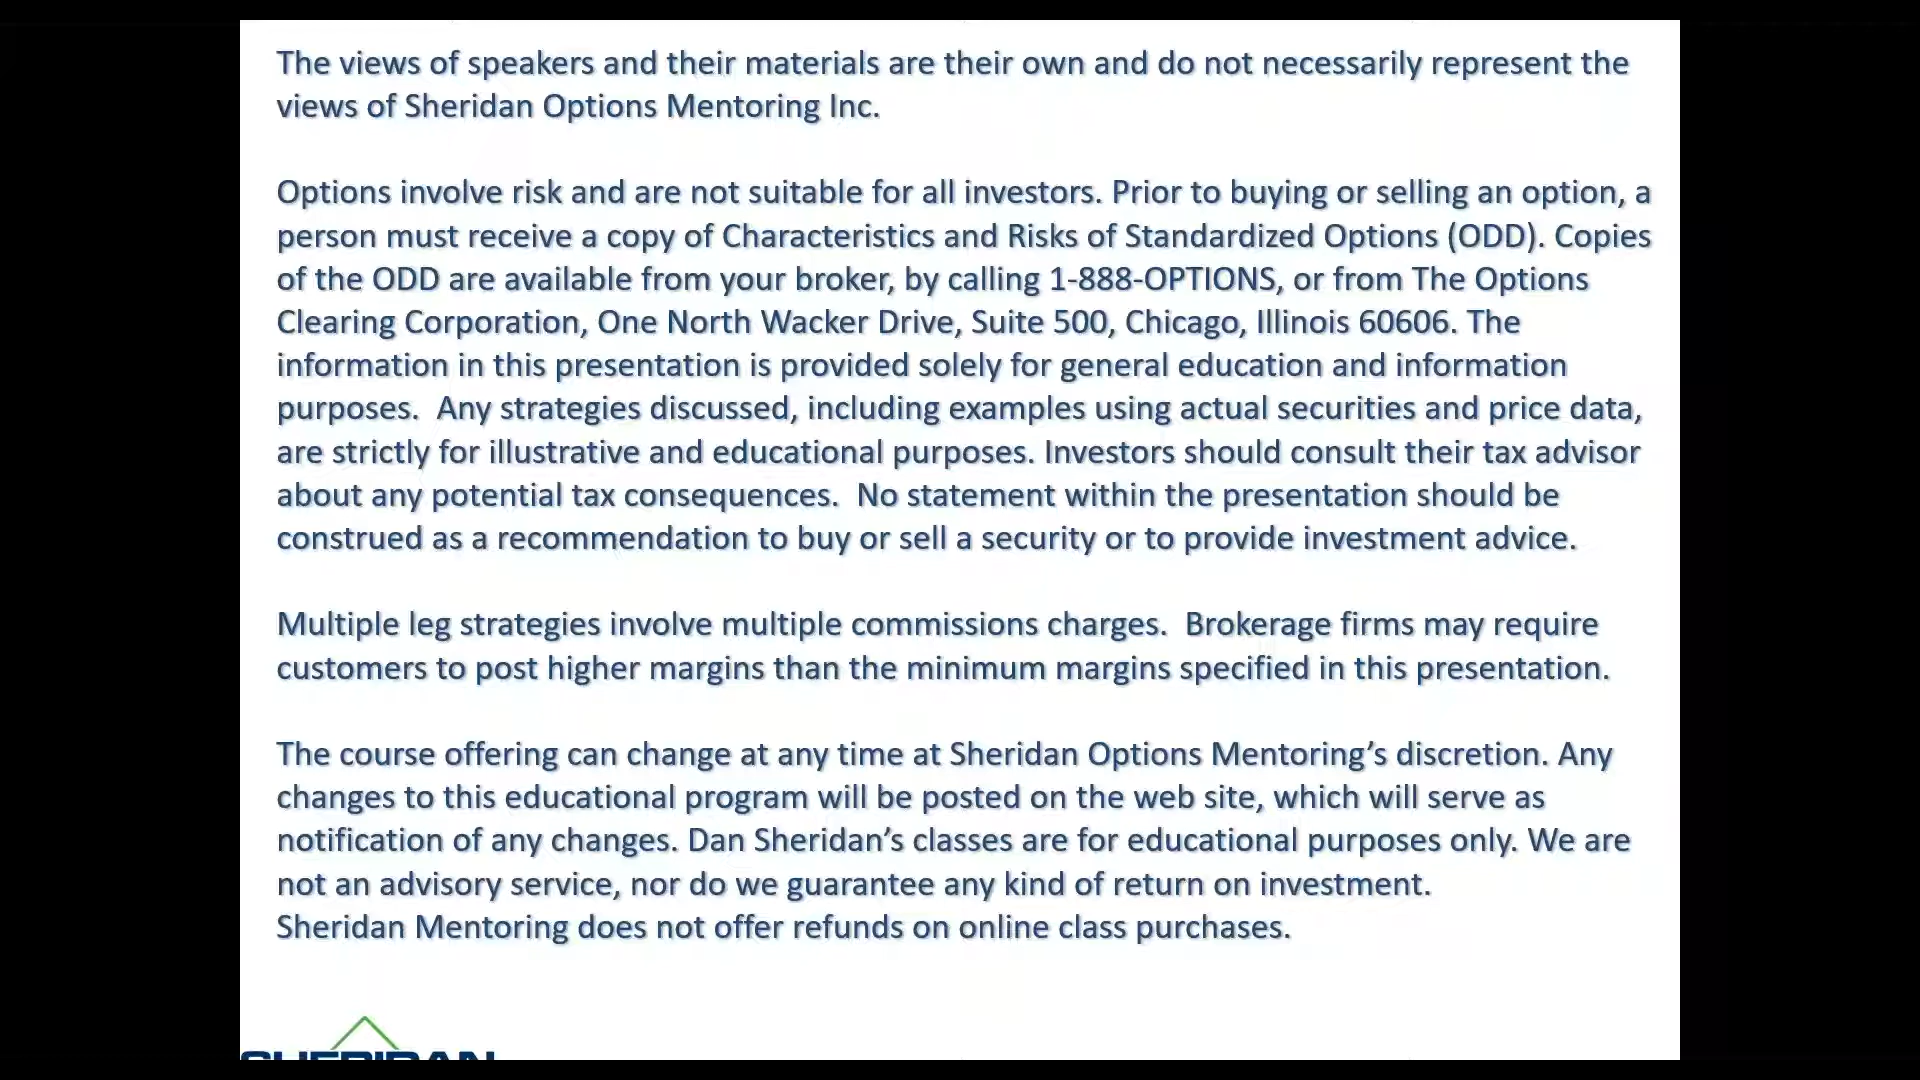 The views of speakers and their materials are their own and do not necessarily represent the
views of Sheridan Options Mentoring Inc.
Options involve risk and are not suitable for all investors. Prior to buying or selling an option, a
person must receive a copy of Characteristics and Risks of Standardized Options (ODD). Copies
of the ODD are available from your broker, by calling 1-888-OPTIONS, or from The Options
Clearing Corporation, One North Wacker Drive, Suite 500, Chicago, Illinois 60606. The
information in this presentation is provided solely for general education and information
purposes.  Any strategies discussed, including examples using actual securities and price data,
are strictly for illustrative and educational purposes. Investors should consult their tax advisor
about any potential tax consequences.  No statement within the presentation should be
construed as a recommendation to buy or sell a security or to provide investment advice.
Multiple leg strategies involve multiple commissions charges.  Brokerage firms may require
customers to post higher margins than the minimum margins specified in this presentation.
The course offering can change at any time at Sheridan Options Mentoring’s discretion. Any
changes to this educational program will be posted on the web site, which will serve as
notification of any changes. Dan Sheridan’s classes are for educational purposes only. We are
not an advisory service, nor do we guarantee any kind of return on investment.
Sheridan Mentoring does not offer refunds on online class purchases.
SHERIDAN